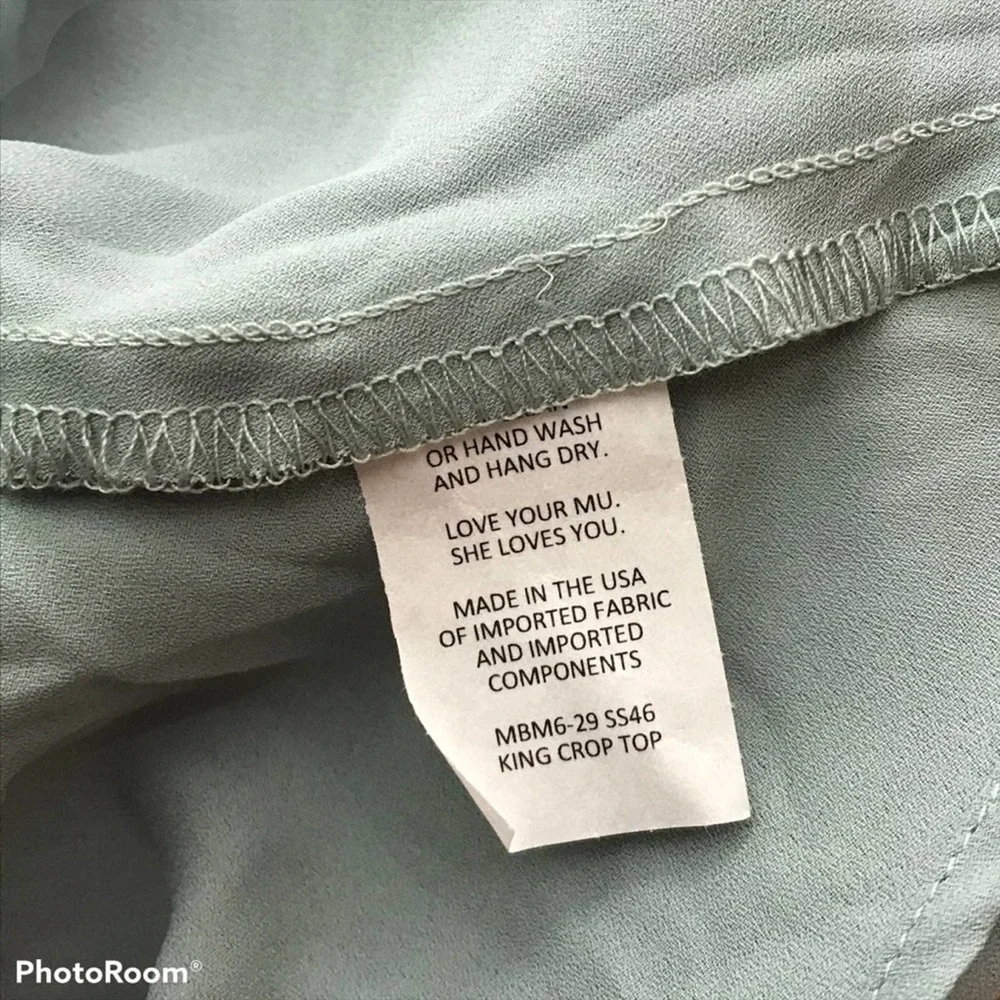 OR HAND WASH
AND HANG DRY.
LOVE YOUR MU.
SHE LOVES YOU.
MADE IN THE USA
OF IMPORTED FABRIC
AND IMPORTED
COMPONENTS
MBM6-29 SS46
KING CROP TOP
PhotoRoom®